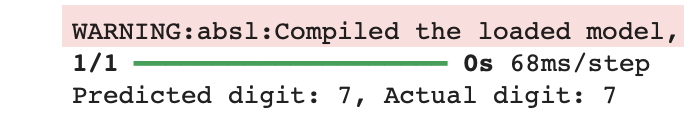 WARNING:absl:Compiled the loaded model,
1/1 0s 68ms/step
Predicted digit: 7, Actual digit: 7